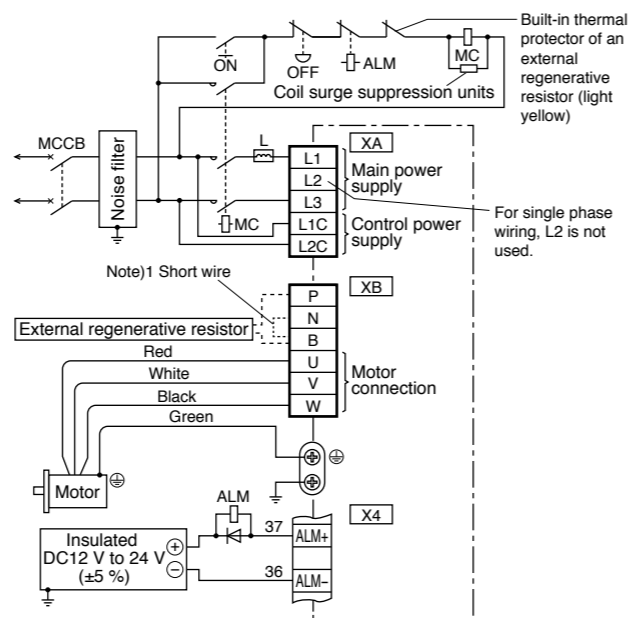 Built-in thermal
protector of an
external
regenerative
resistor (light
yellow)
ON
OFF
ALM
MC
Coil surge suppression units
MCCB
Noise filter
L
XA
L1
L2
L3
L1C
L2C
Main power
supply
Control power
supply
MC
For single phase
wiring, L2 is not
used.
Note)1 Short wire
XB
P
N
B
U
V
W
External regenerative resistor
Red
White
Black
Green
Motor
connection
Motor
ALM
X4
Insulated
DC12 V to 24 V
(±5 %)
+
−
37
ALM+
36
ALM−